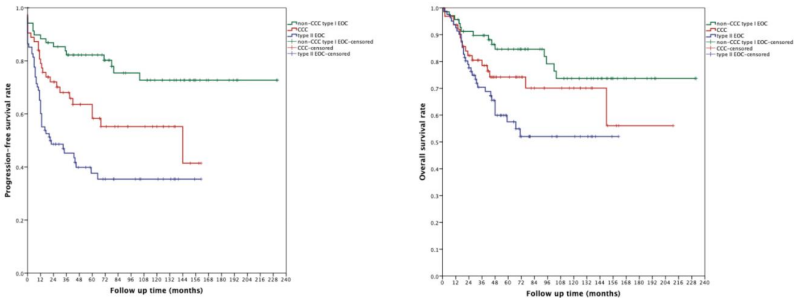 non-CCC type I EOC
CCC
type II EOC
non-CCC type I EOC-censored
CCC-censored
type II EOC-censored
Progression-free survival rate
1.0
0.8
0.6
0.4
0.2
0.0
0 12 24 36 48 60 72 84 96 108 120 132 144 156 168 180 192 204 216 228 240
Follow up time (months)
non-CCC type I EOC
CCC
type II EOC
non-CCC type I EOC-censored
CCC-censored
type II EOC-censored
Overall survival rate
1.0
0.9
0.8
0.7
0.6
0.5
0.4
0.3
0.2
0.1
0.0
0 12 24 36 48 60 72 84 96 108 120 132 144 156 168 180 192 204 216 228 240
Follow up time (months)